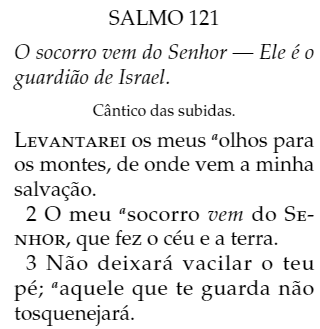 SALMO 121
O socorro vem do Senhor — Ele é o
guardião de Israel.
Cântico das subidas.
LEVANTAREI os meus ᵃolhos para
os montes, de onde vem a minha
salvação.
2 O meu ᵃsocorro vem do SE-
NHOR, que fez o céu e a terra.
3 Não deixará vacilar o teu
pé; ᵃaquele que te guarda não
tosquenejará.